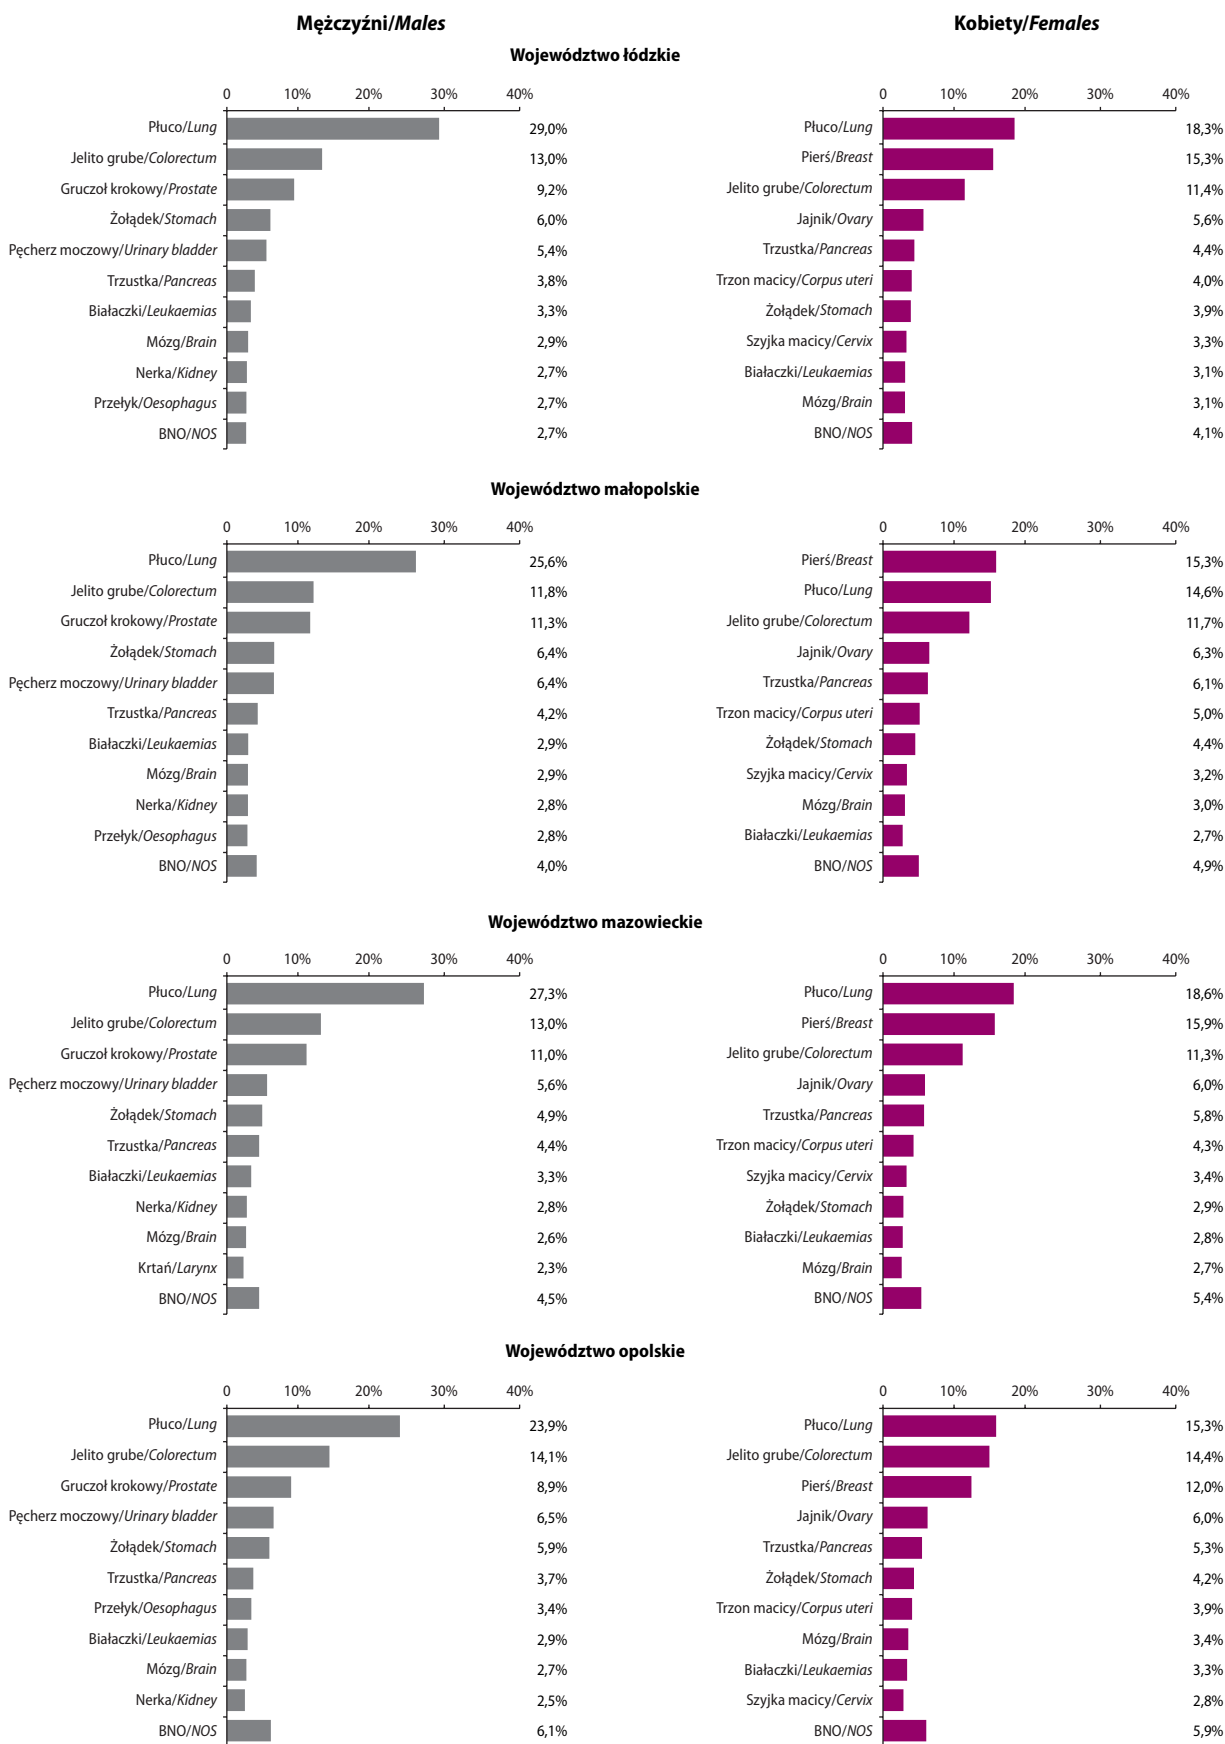 Mężczyźni/Males
Kobiety/Females
Województwo łódzkie
0 10% 20% 30% 40%
Płuco/Lung 29,0%
Jelito grube/Colorectum 13,0%
Gruczoł krokowy/Prostate 9,2%
Żołądek/Stomach 6,0%
Pęcherz moczowy/Urinary bladder 5,4%
Trzustka/Pancreas 3,8%
Białaczki/Leukaemias 3,3%
Mózg/Brain 2,9%
Nerka/Kidney 2,7%
Przełyk/Oesophagus 2,7%
BNO/NOS 2,7%
0 10% 20% 30% 40%
Płuco/Lung 18,3%
Pierś/Breast 15,3%
Jelito grube/Colorectum 11,4%
Jajnik/Ovary 5,6%
Trzustka/Pancreas 4,4%
Trzon macicy/Corpus uteri 4,0%
Żołądek/Stomach 3,9%
Szyjka macicy/Cervix 3,3%
Białaczki/Leukaemias 3,1%
Mózg/Brain 3,1%
BNO/NOS 4,1%
Województwo małopolskie
0 10% 20% 30% 40%
Płuco/Lung 25,6%
Jelito grube/Colorectum 11,8%
Gruczoł krokowy/Prostate 11,3%
Żołądek/Stomach 6,4%
Pęcherz moczowy/Urinary bladder 6,4%
Trzustka/Pancreas 4,2%
Białaczki/Leukaemias 2,9%
Mózg/Brain 2,9%
Nerka/Kidney 2,8%
Przełyk/Oesophagus 2,8%
BNO/NOS 4,0%
0 10% 20% 30% 40%
Pierś/Breast 15,3%
Płuco/Lung 14,6%
Jelito grube/Colorectum 11,7%
Jajnik/Ovary 6,3%
Trzustka/Pancreas 6,1%
Trzon macicy/Corpus uteri 5,0%
Żołądek/Stomach 4,4%
Szyjka macicy/Cervix 3,2%
Mózg/Brain 3,0%
Białaczki/Leukaemias 2,7%
BNO/NOS 4,9%
Województwo mazowieckie
0 10% 20% 30% 40%
Płuco/Lung 27,3%
Jelito grube/Colorectum 13,0%
Gruczoł krokowy/Prostate 11,0%
Pęcherz moczowy/Urinary bladder 5,6%
Żołądek/Stomach 4,9%
Trzustka/Pancreas 4,4%
Białaczki/Leukaemias 3,3%
Nerka/Kidney 2,8%
Mózg/Brain 2,6%
Krtań/Larynx 2,3%
BNO/NOS 4,5%
0 10% 20% 30% 40%
Płuco/Lung 18,6%
Pierś/Breast 15,9%
Jelito grube/Colorectum 11,3%
Jajnik/Ovary 6,0%
Trzustka/Pancreas 5,8%
Trzon macicy/Corpus uteri 4,3%
Szyjka macicy/Cervix 3,4%
Żołądek/Stomach 2,9%
Białaczki/Leukaemias 2,8%
Mózg/Brain 2,7%
BNO/NOS 5,4%
Województwo opolskie
0 10% 20% 30% 40%
Płuco/Lung 23,9%
Jelito grube/Colorectum 14,1%
Gruczoł krokowy/Prostate 8,9%
Pęcherz moczowy/Urinary bladder 6,5%
Żołądek/Stomach 5,9%
Trzustka/Pancreas 3,7%
Przełyk/Oesophagus 3,4%
Białaczki/Leukaemias 2,9%
Mózg/Brain 2,7%
Nerka/Kidney 2,5%
BNO/NOS 6,1%
0 10% 20% 30% 40%
Płuco/Lung 15,3%
Jelito grube/Colorectum 14,4%
Pierś/Breast 12,0%
Jajnik/Ovary 6,0%
Trzustka/Pancreas 5,3%
Żołądek/Stomach 4,2%
Trzon macicy/Corpus uteri 3,9%
Mózg/Brain 3,4%
Białaczki/Leukaemias 3,3%
Szyjka macicy/Cervix 2,8%
BNO/NOS 5,9%